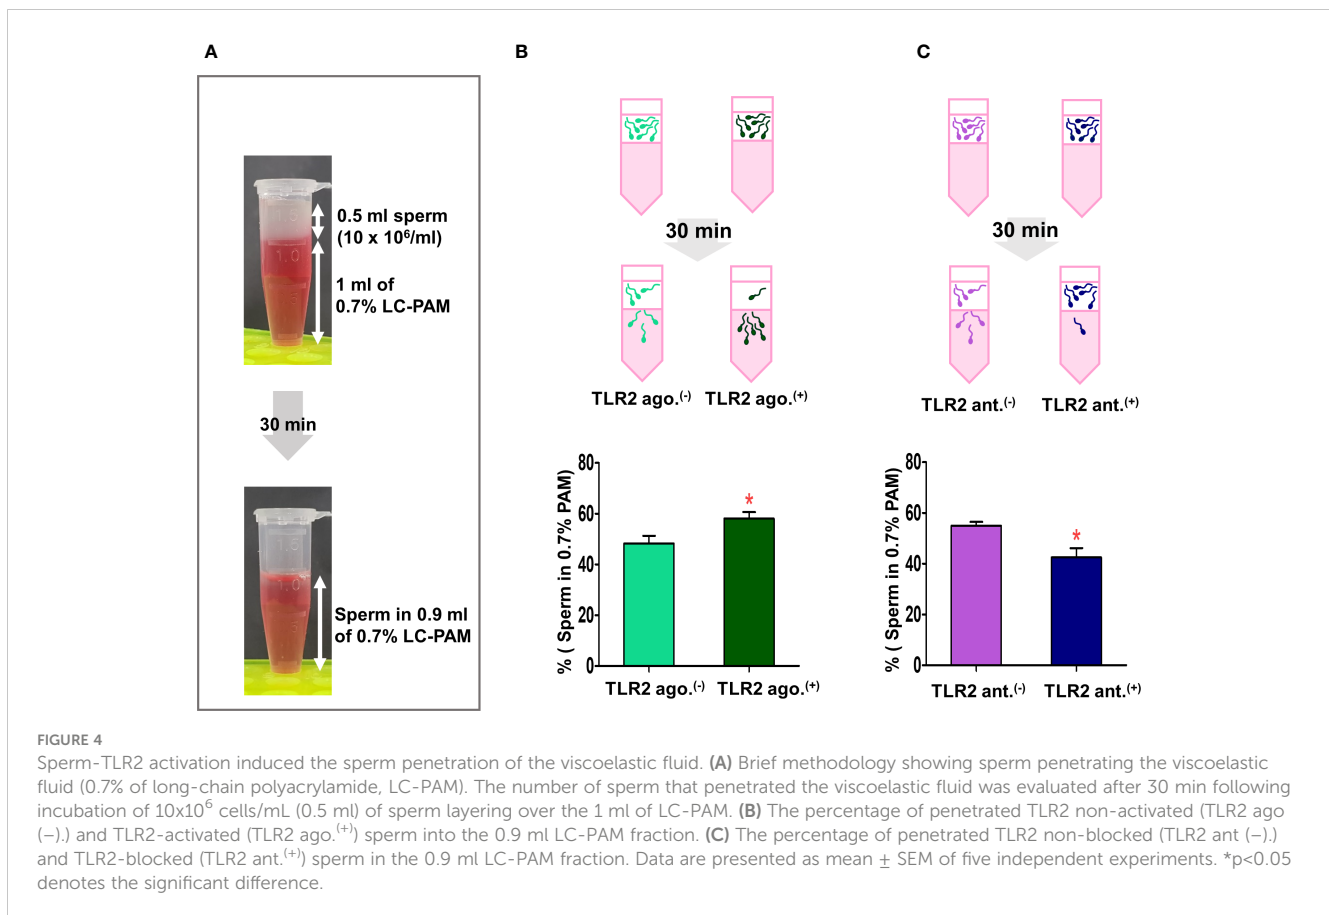 A
B
C
1.5
0.5 ml sperm
(10 x 10⁶/ml)
1.0
1 ml of
0.7% LC-PAM
30 min
1.5
1.0
Sperm in 0.9 ml
of 0.7% LC-PAM
30 min
TLR2 ago.⁽⁻⁾ TLR2 ago.⁽⁺⁾
% ( Sperm in 0.7% PAM)
80
60
40
20
0
*
TLR2 ago.⁽⁻⁾ TLR2 ago.⁽⁺⁾
30 min
TLR2 ant.⁽⁻⁾ TLR2 ant.⁽⁺⁾
% ( Sperm in 0.7% PAM)
80
60
40
20
0
*
TLR2 ant.⁽⁻⁾ TLR2 ant.⁽⁺⁾
FIGURE 4
Sperm-TLR2 activation induced the sperm penetration of the viscoelastic fluid. (A) Brief methodology showing sperm penetrating the viscoelastic
fluid (0.7% of long-chain polyacrylamide, LC-PAM). The number of sperm that penetrated the viscoelastic fluid was evaluated after 30 min following
incubation of 10x10⁶ cells/mL (0.5 ml) of sperm layering over the 1 ml of LC-PAM. (B) The percentage of penetrated TLR2 non-activated (TLR2 ago
(−).) and TLR2-activated (TLR2 ago.⁽⁺⁾) sperm into the 0.9 ml LC-PAM fraction. (C) The percentage of penetrated TLR2 non-blocked (TLR2 ant (−).)
and TLR2-blocked (TLR2 ant.⁽⁺⁾) sperm in the 0.9 ml LC-PAM fraction. Data are presented as mean ± SEM of five independent experiments. *p<0.05
denotes the significant difference.